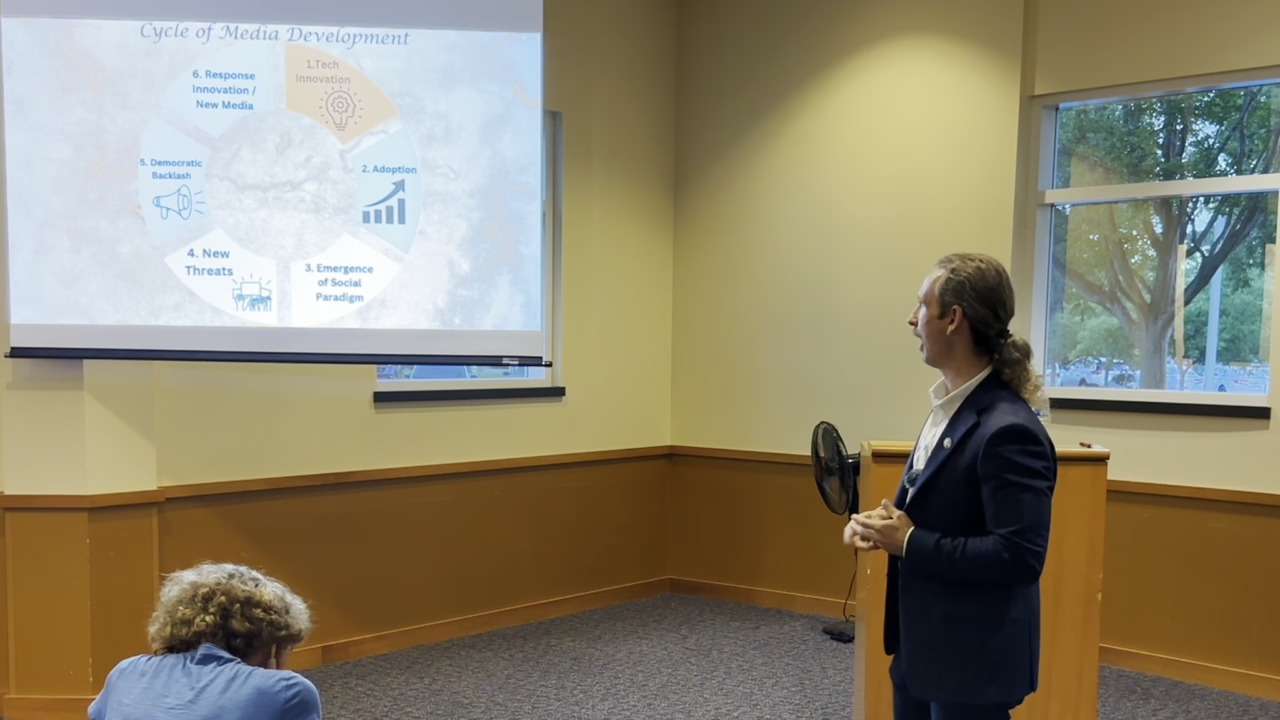 Cycle of Media Development
1.Tech
Innovation
2. Adoption
3. Emergence
of Social
Paradigm
4. New
Threats
5. Democratic
Backlash
6. Response
Innovation /
New Media